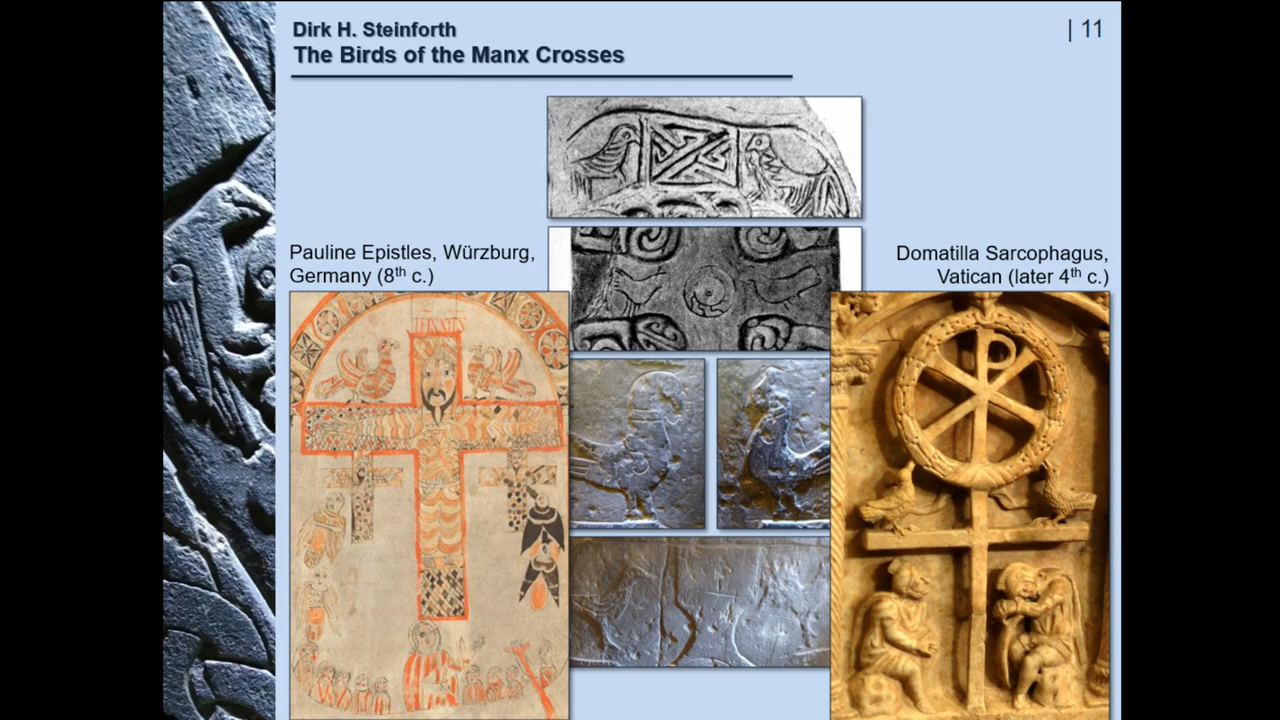 Dirk H. Steinforth
The Birds of the Manx Crosses
| 11
Pauline Epistles, Würzburg,
Germany (8th c.)
Domatilla Sarcophagus,
Vatican (later 4th c.)